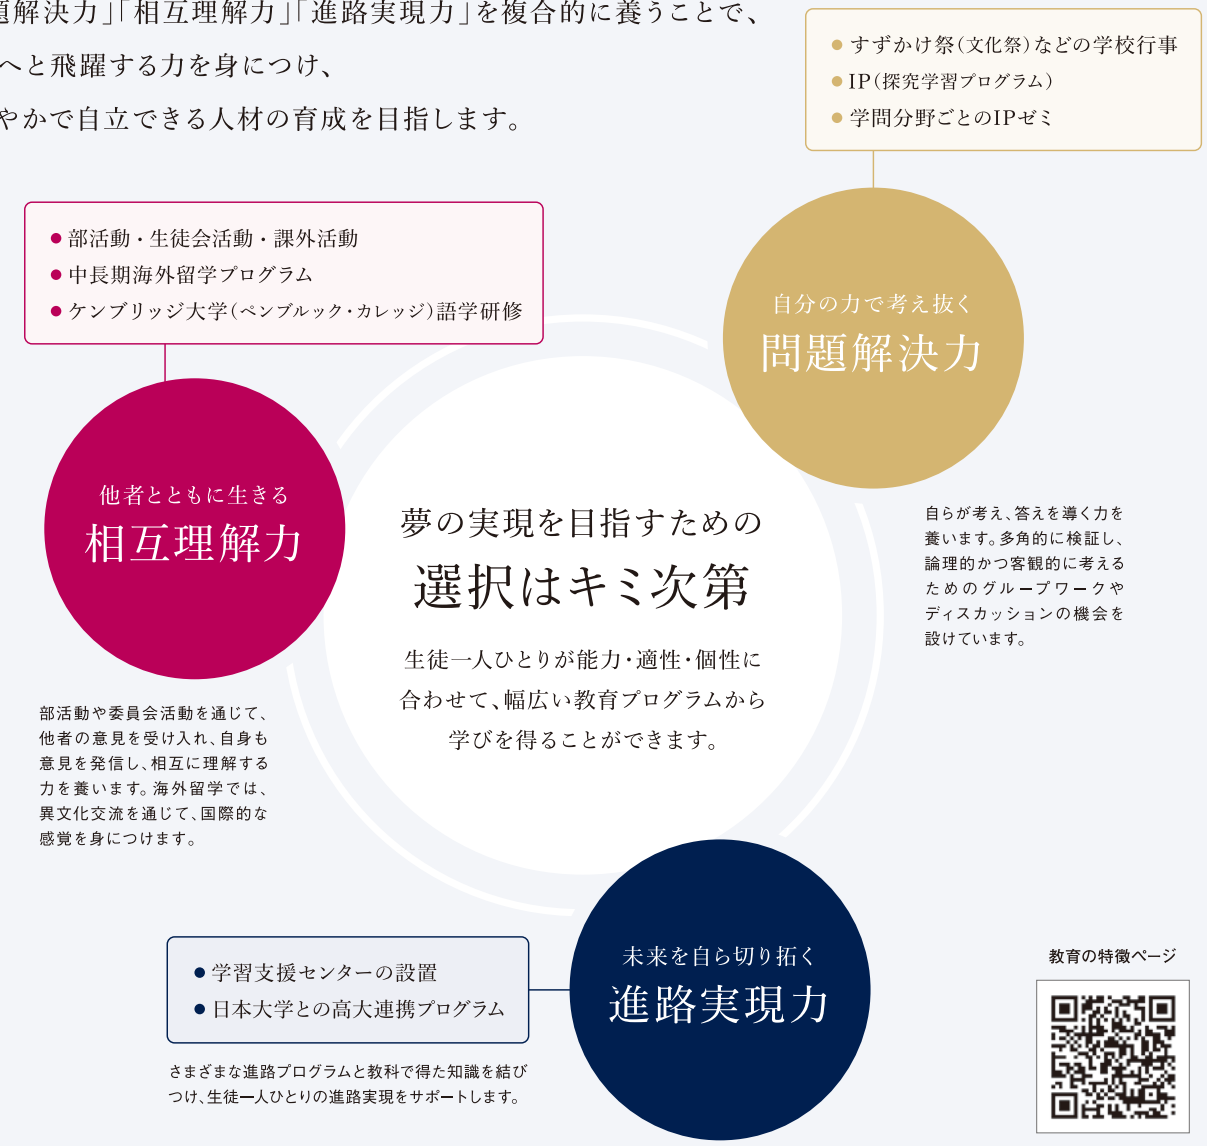 題解決力」「相互理解力」「進路実現力」を複合的に養うことで、
へと飛躍する力を身につけ、
やかで自立できる人材の育成を目指します。
● すずかけ祭(文化祭)などの学校行事
● IP(探究学習プログラム)
● 学問分野ごとのIPゼミ
自分の力で考え抜く
問題解決力
自らが考え、答えを導く力を
養います。多角的に検証し、
論理的かつ客観的に考える
ためのグループワークや
ディスカッションの機会を
設けています。
● 部活動・生徒会活動・課外活動
● 中長期海外留学プログラム
● ケンブリッジ大学(ペンブルック・カレッジ)語学研修
他者とともに生きる
相互理解力
部活動や委員会活動を通じて、
他者の意見を受け入れ、自身も
意見を発信し、相互に理解する
力を養います。海外留学では、
異文化交流を通じて、国際的な
感覚を身につけます。
夢の実現を目指すための
選択はキミ次第
生徒一人ひとりが能力・適性・個性に
合わせて、幅広い教育プログラムから
学びを得ることができます。
未来を自ら切り拓く
進路実現力
● 学習支援センターの設置
● 日本大学との高大連携プログラム
さまざまな進路プログラムと教科で得た知識を結び
つけ、生徒一人ひとりの進路実現をサポートします。
教育の特徴ページ